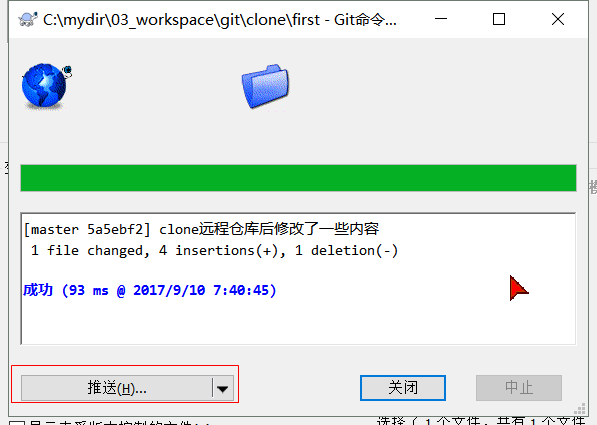 C:\mydir\03_workspace\git\clone\first - Git命令...
[master 5a5ebf2] clone远程仓库后修改了一些内容
1 file changed, 4 insertions(+), 1 deletion(-)
成功 (93 ms @ 2017/9/10 7:40:45)
推送(H)...
关闭
中止